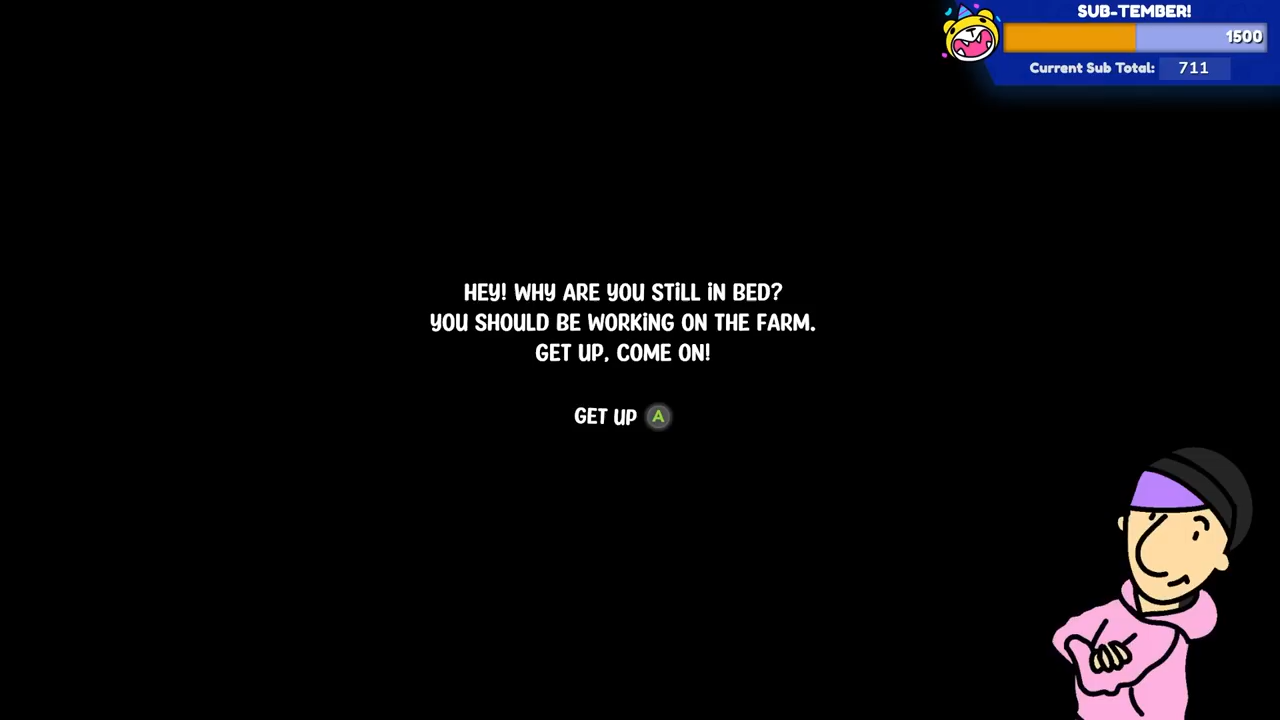 SUB-TEMBER!
1500
Current Sub Total: 711
HEY! WHY ARE YOU STILL IN BED?
YOU SHOULD BE WORKING ON THE FARM.
GET UP, COME ON!
GET UP A